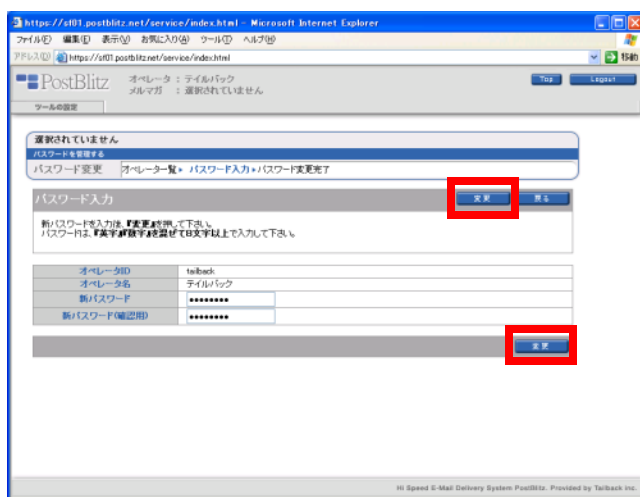 https://sf01.postblitz.net/service/index.html - Microsoft Internet Explorer
ファイル(F) 編集(E) 表示(V) お気に入り(A) ツール(T) ヘルプ(H)
アドレス(D) https://sf01.postblitz.net/service/index.html 移動
PostBlitz オペレータ : テイルバック Top Logout
メルマガ : 選択されていません
ツールの設定
選択されていません
パスワードを管理する
パスワード変更 オペレーター覧▶ パスワード入力▶パスワード変更完了
パスワード入力 変更 戻る
新パスワードを入力後、『変更』を押して下さい。
パスワードは、『英字』『数字』を混ぜて8文字以上で入力して下さい。
オペレータID tailback
オペレータ名 テイルバック
新パスワード ●●●●●●●●
新パスワード(確認用) ●●●●●●●●
変更
Hi Speed E-Mail Delivery System PostBlitz. Provided by Tailback inc.